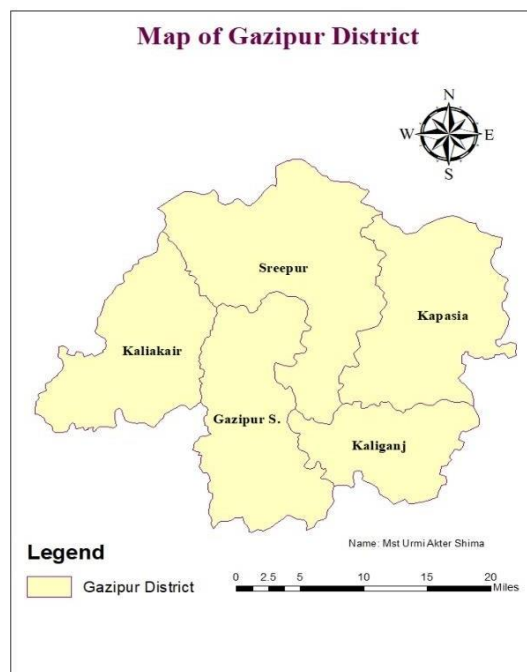 Map of Gazipur District
N
W E
S
Sreepur
Kapasia
Kaliakair
Gazipur S.
Kaliganj
Name: Mst Urmi Akter Shima
Legend
Gazipur District
0 2.5 5 10 15 20
Miles